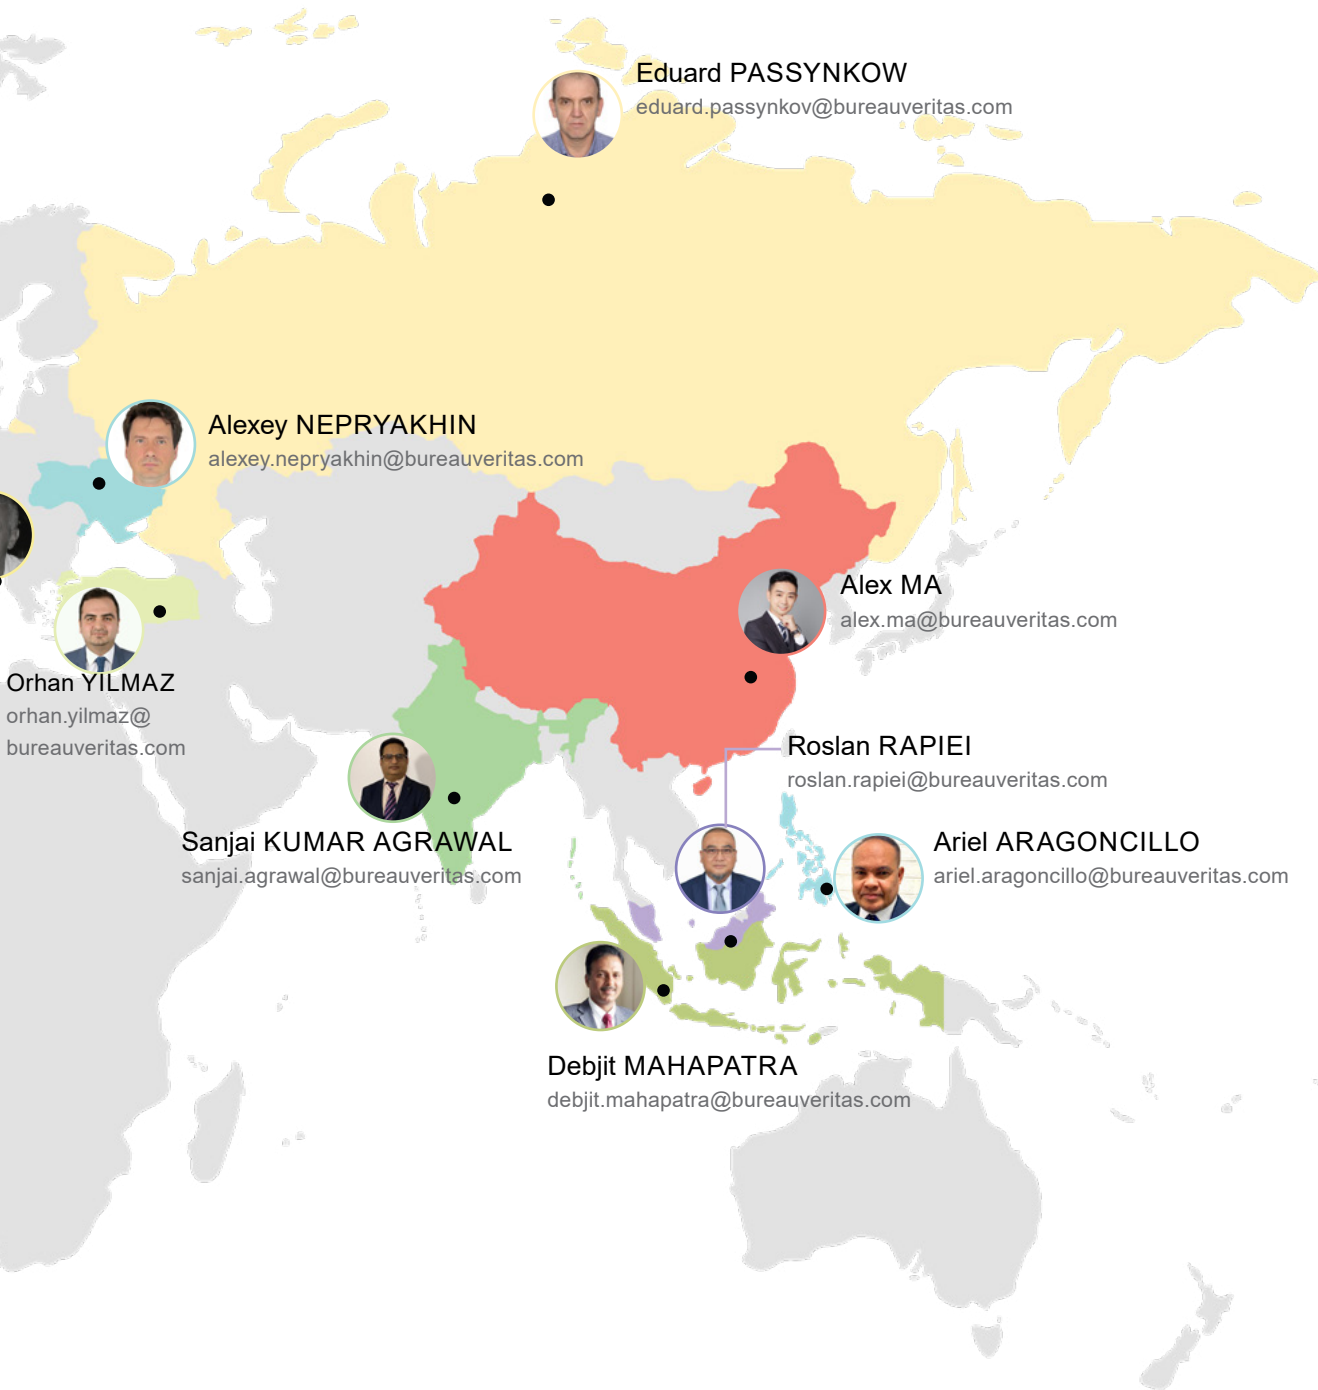 Eduard PASSYNKOW
eduard.passynkov@bureauveritas.com
Alexey NEPRYAKHIN
alexey.nepryakhin@bureauveritas.com
Alex MA
alex.ma@bureauveritas.com
Orhan YILMAZ
orhan.yilmaz@
bureauveritas.com
Roslan RAPIEI
roslan.rapiei@bureauveritas.com
Sanjai KUMAR AGRAWAL
sanjai.agrawal@bureauveritas.com
Ariel ARAGONCILLO
ariel.aragoncillo@bureauveritas.com
Debjit MAHAPATRA
debjit.mahapatra@bureauveritas.com